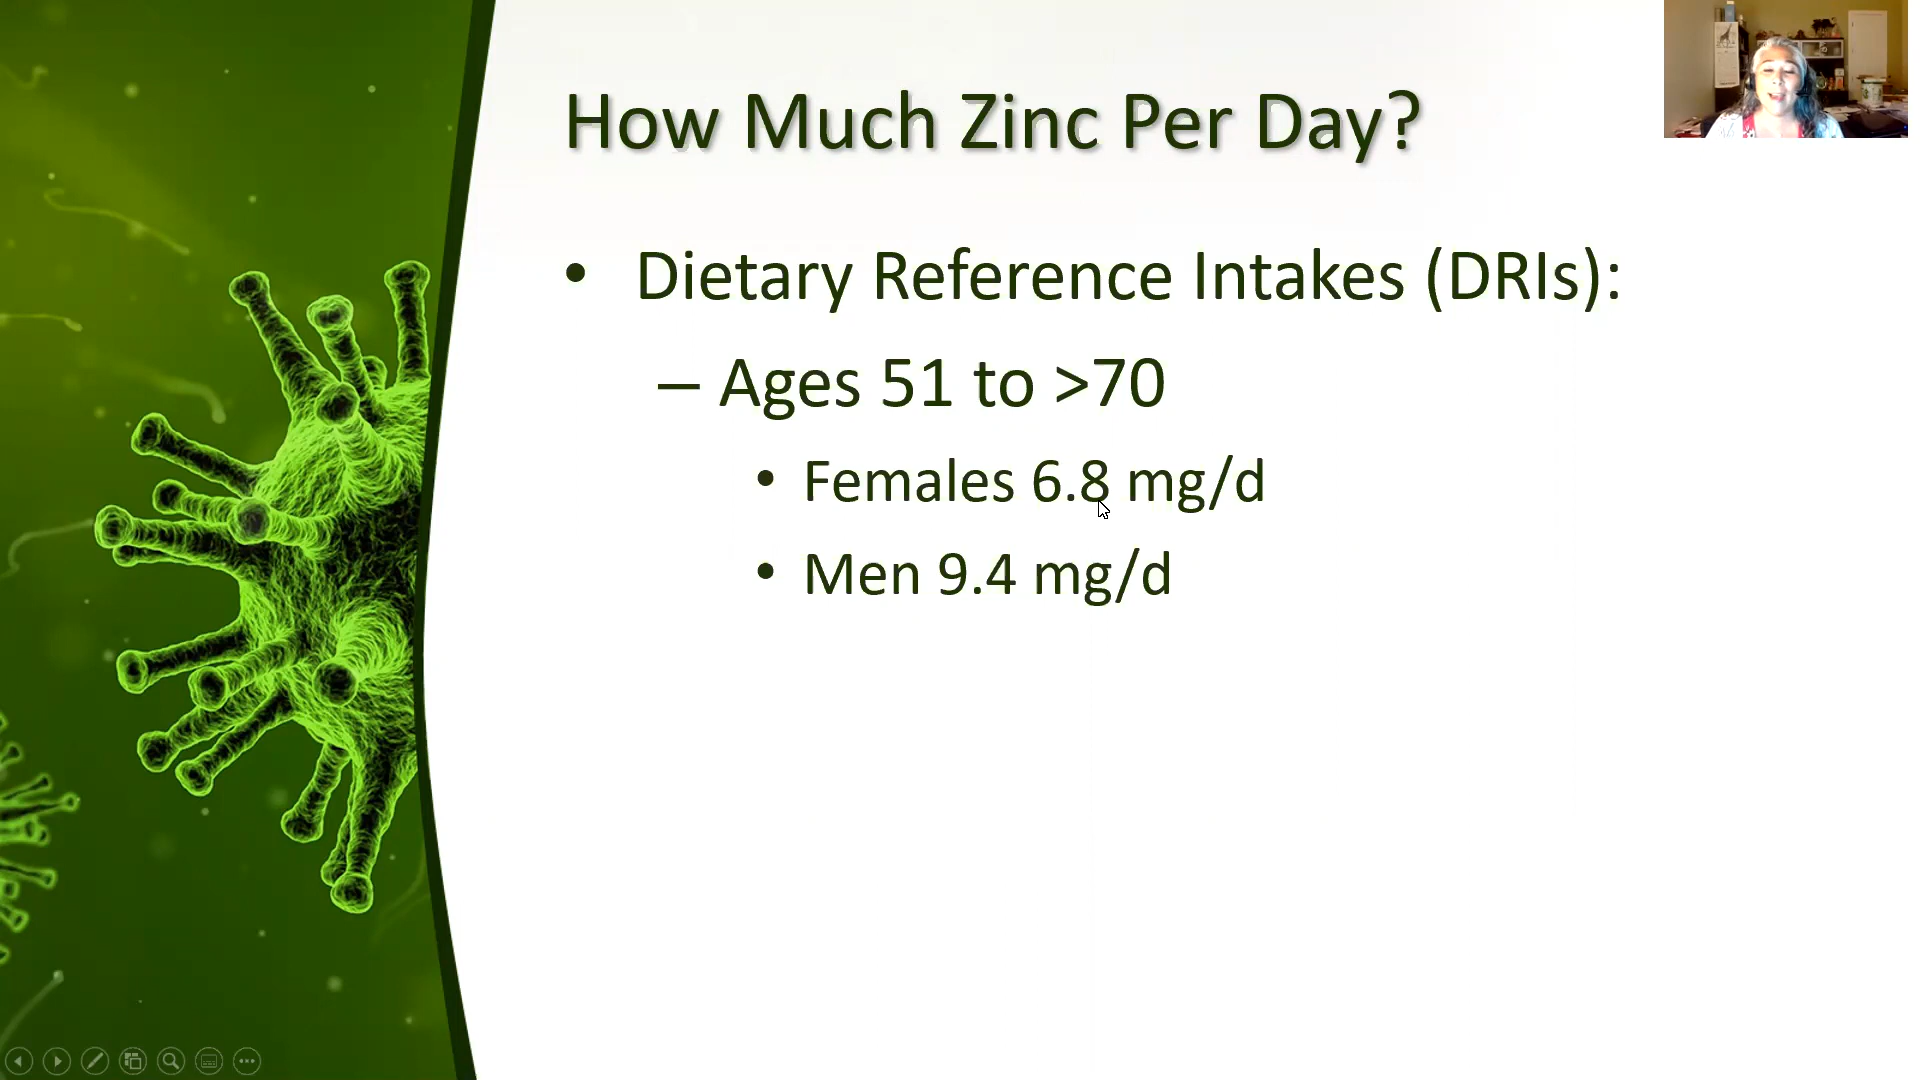 How Much Zinc Per Day?
• Dietary Reference Intakes (DRIs):
– Ages 51 to >70
• Females 6.8 mg/d
• Men 9.4 mg/d